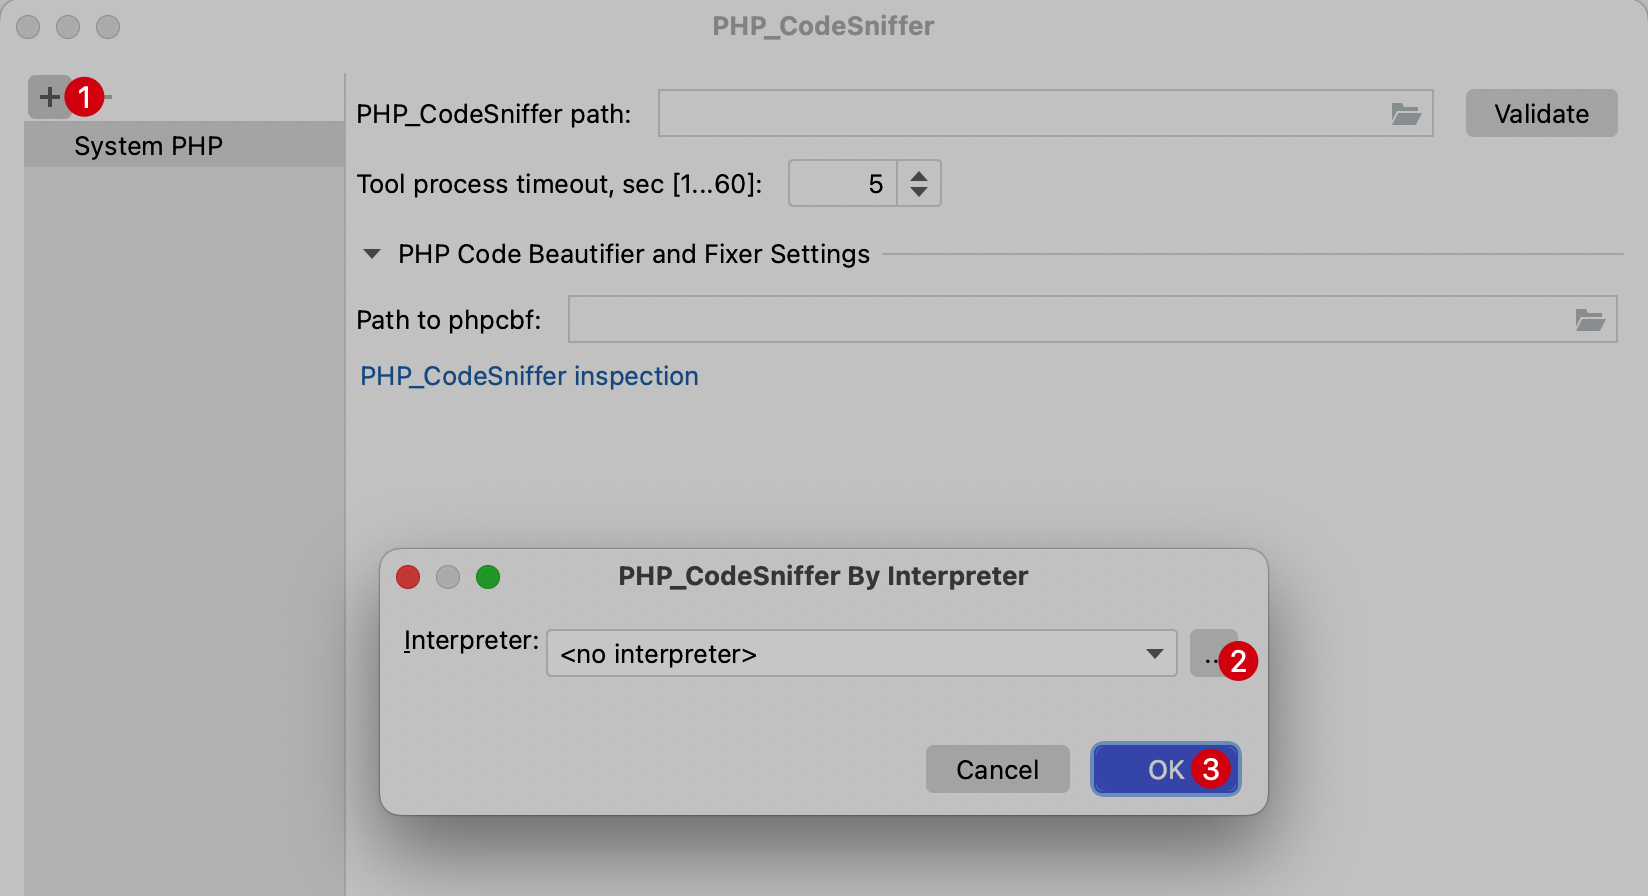 PHP_CodeSniffer
+ 1 -
System PHP
PHP_CodeSniffer path:
Validate
Tool process timeout, sec [1...60]:
5
PHP Code Beautifier and Fixer Settings
Path to phpcbf:
PHP_CodeSniffer inspection
PHP_CodeSniffer By Interpreter
Interpreter:
<no interpreter>
.. 2
Cancel
OK 3